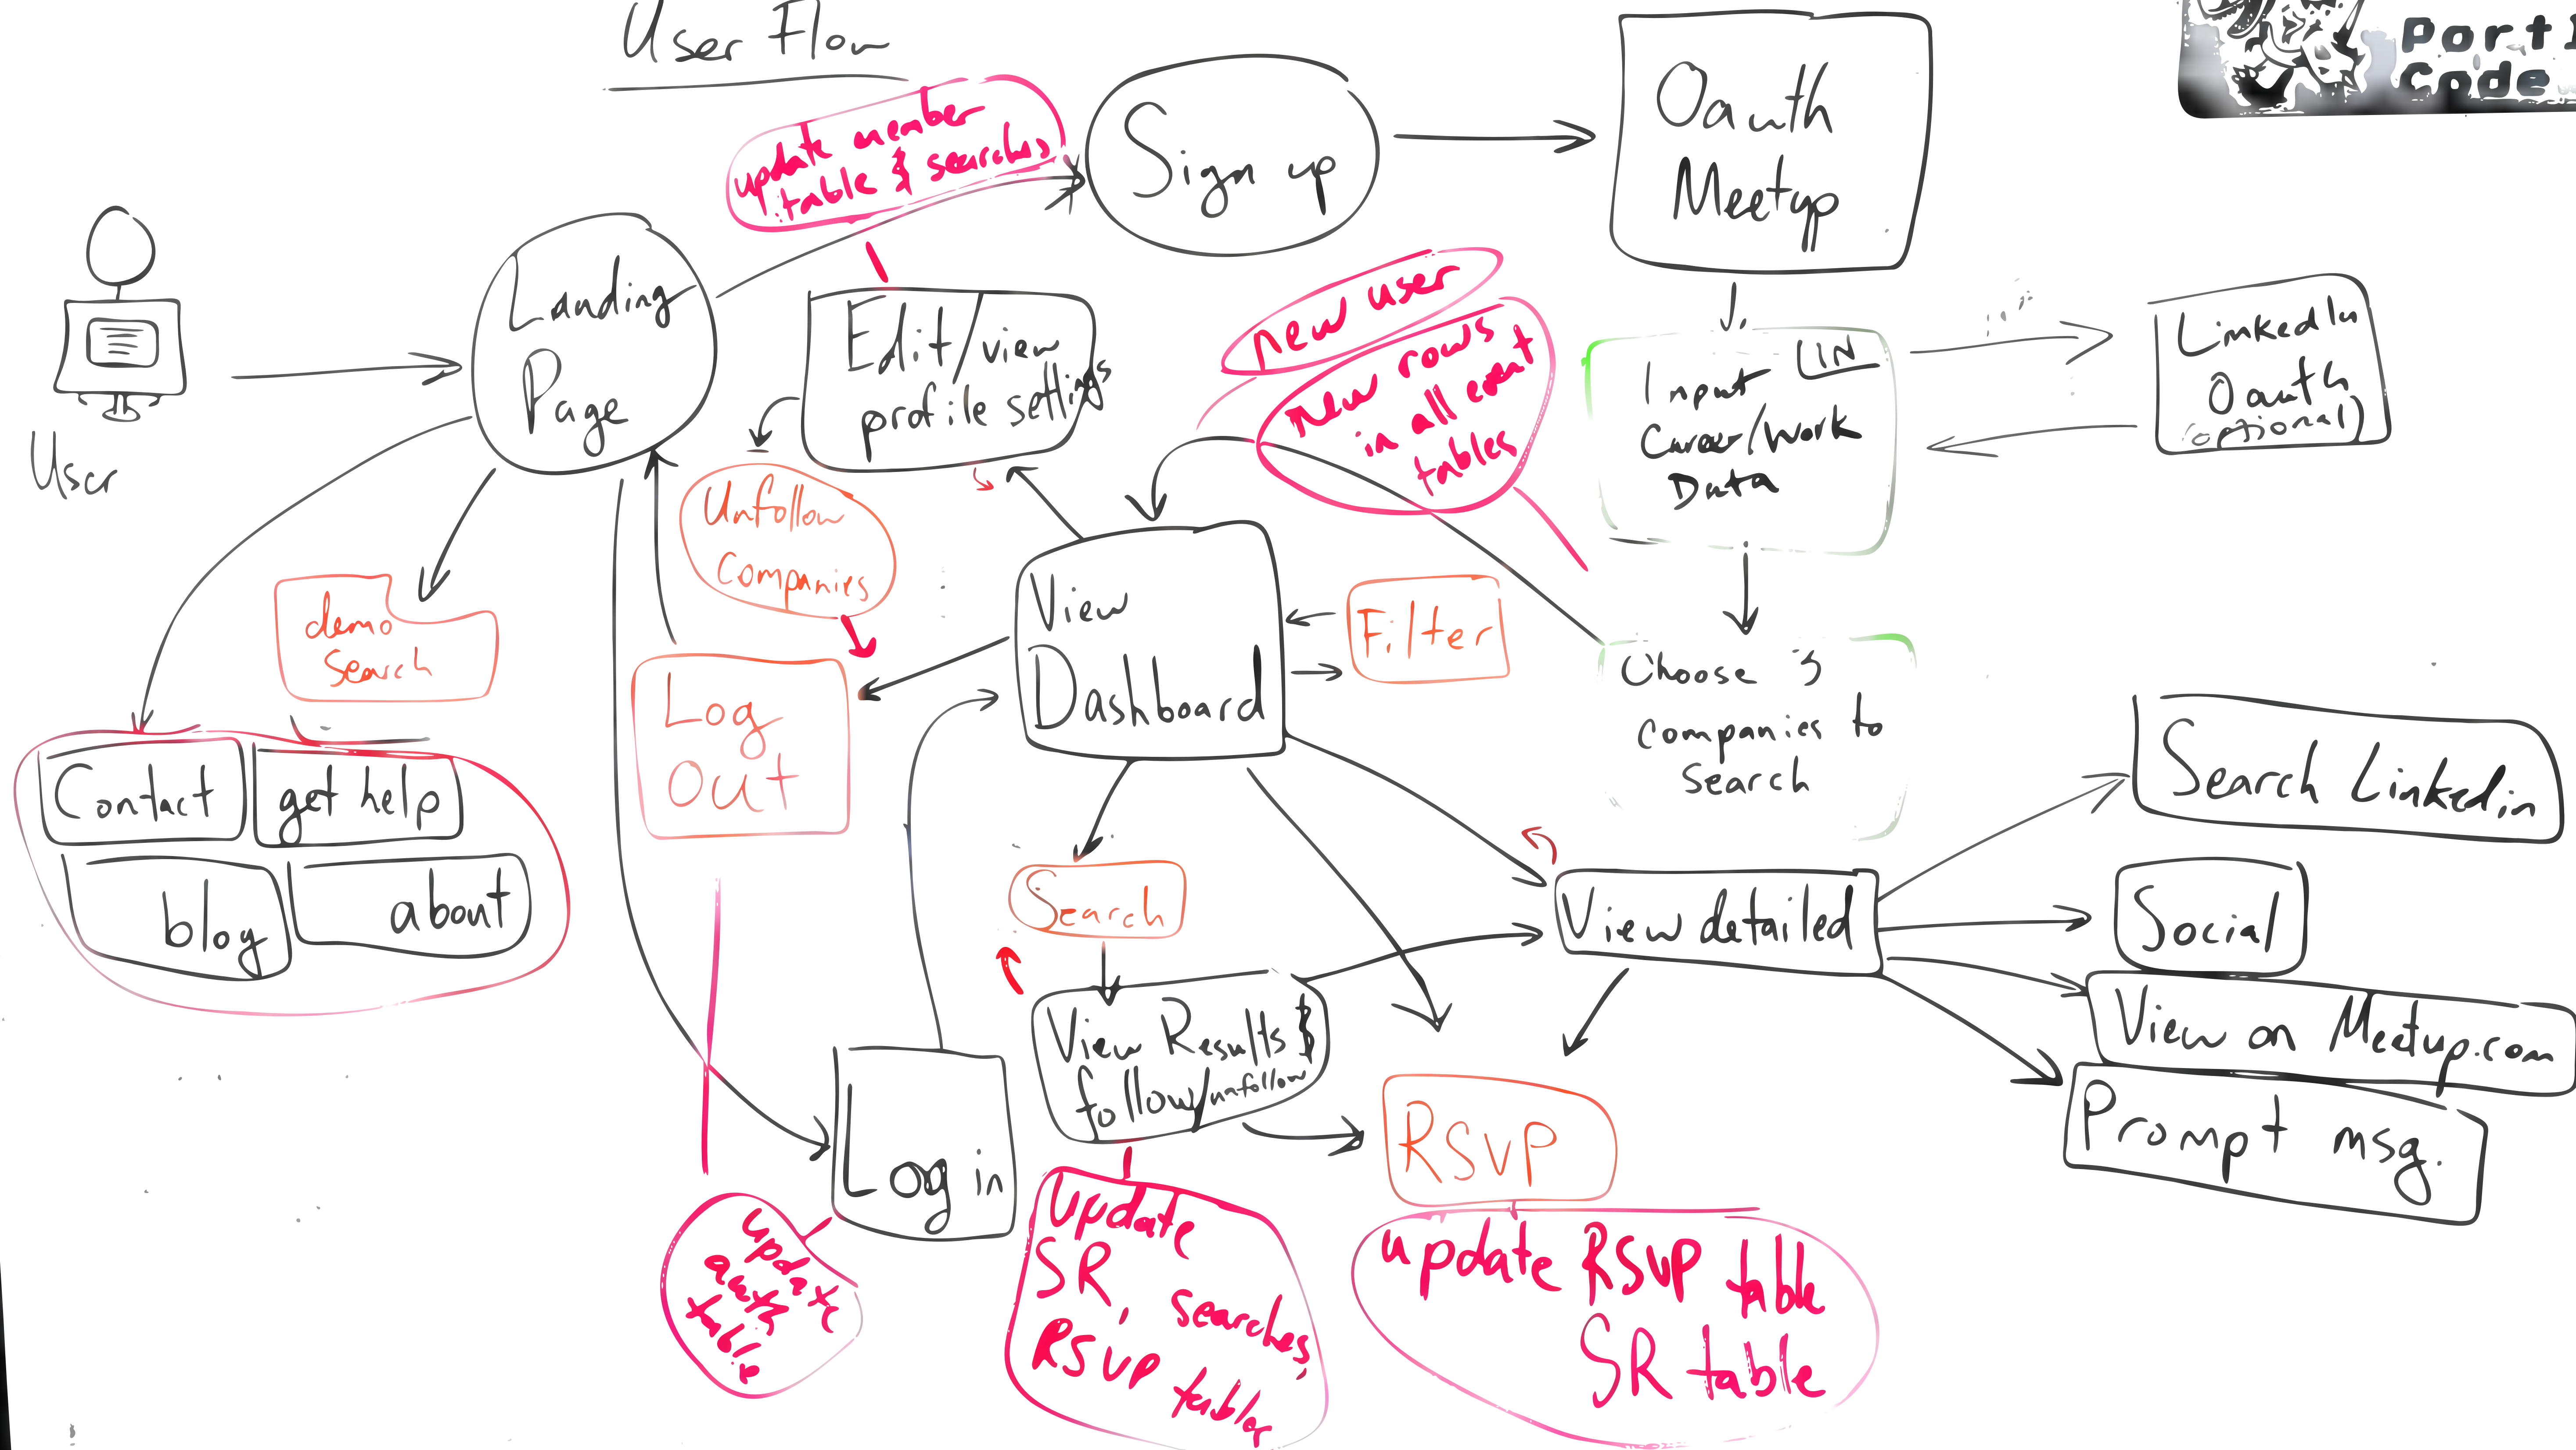 User Flow
Port
Code
update member
table & searches
Sign up
Oauth
Meetup
Landing
Page
User
Edit/view
profile settings
new user
new rows
in all event
tables
LIN
Input
Career/Work
Data
LinkedIn
Oauth
(optional)
Unfollow
Companies
demo
search
View
Dashboard
Filter
Choose 3
companies to
search
Log
Out
Contact
get help
blog
about
Search
View detailed
Search Linkedin
Social
View on Meetup.com
Prompt msg.
View Results &
follow/unfollow
RSVP
Log in
update
auth
table
Update
SR, searches,
RSVP tables
update RSVP table
SR table